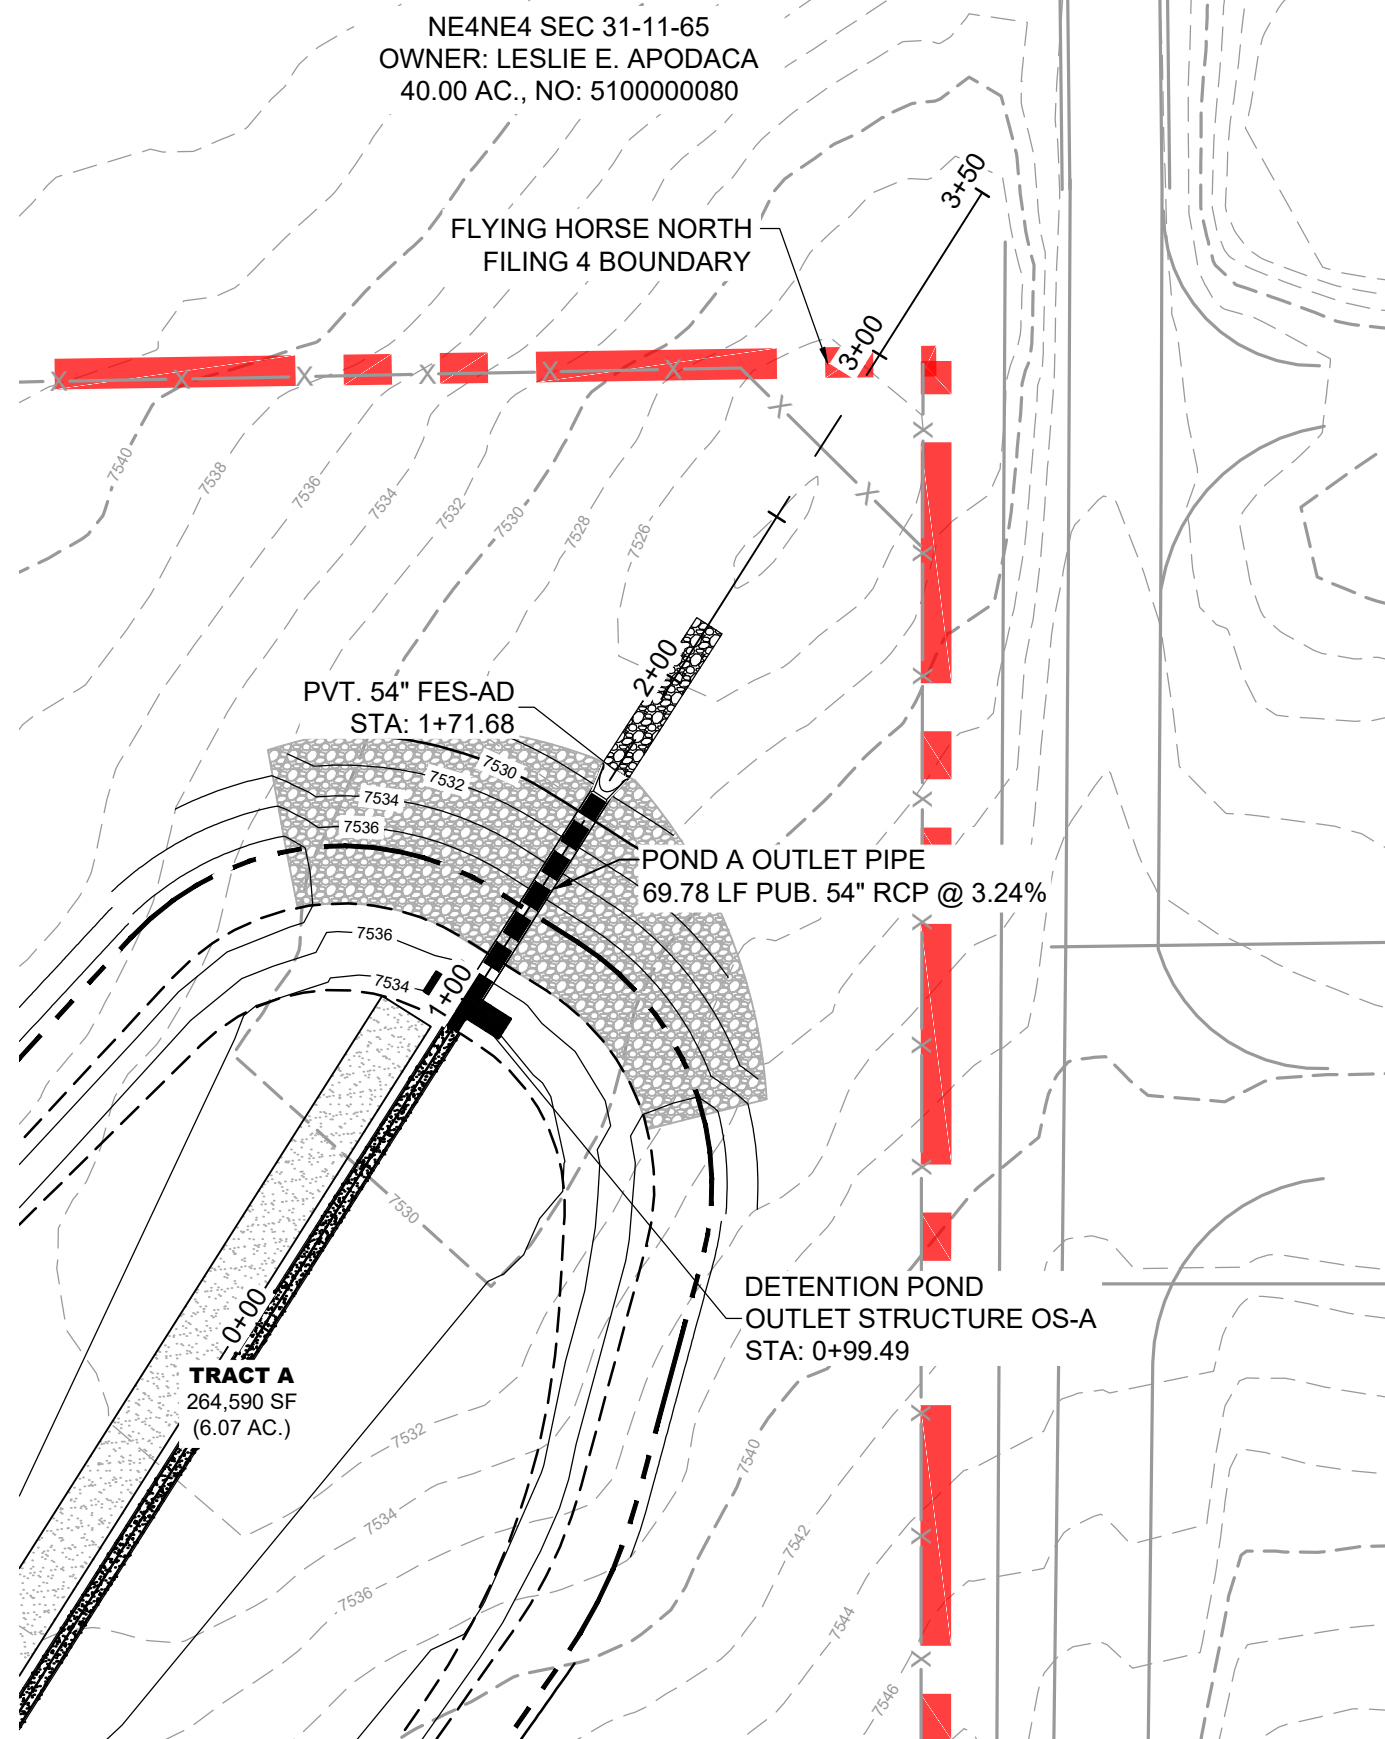 NE4NE4 SEC 31-11-65
OWNER: LESLIE E. APODACA
40.00 AC., NO: 5100000080
3+50
FLYING HORSE NORTH
FILING 4 BOUNDARY
3+00
7540
7538
7536
7534
7532
7530
7528
7526
2+00
PVT. 54" FES-AD
STA: 1+71.68
7530
7532
7534
7536
POND A OUTLET PIPE
69.78 LF PUB. 54" RCP @ 3.24%
7536
7534
1+00
7530
DETENTION POND
OUTLET STRUCTURE OS-A
STA: 0+99.49
0+00
TRACT A
264,590 SF
(6.07 AC.)
7532
7534
7536
7540
7542
7544
7546